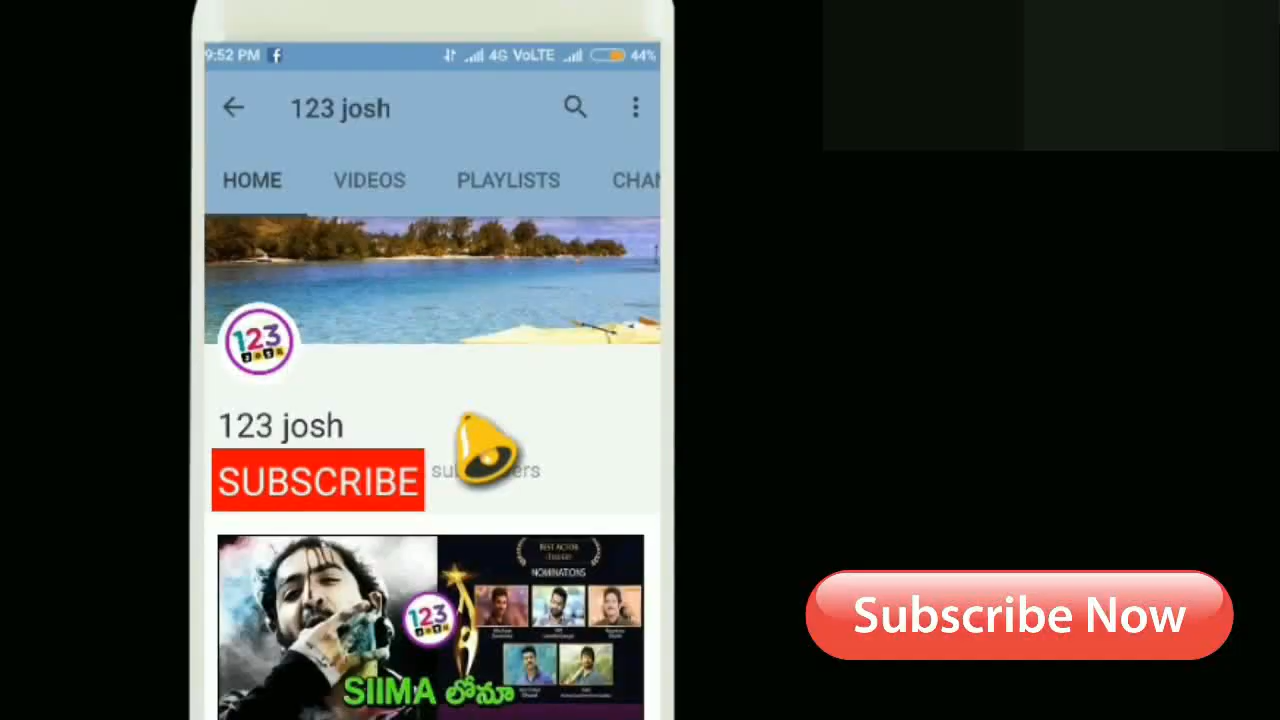 9:52 PM 4G VoLTE 44%
123 josh
HOME VIDEOS PLAYLISTS CHAN
123
JOSH
123 josh
SUBSCRIBE
BEST ACTOR
NOMINATIONS
123
SIIMA లోనూ
Subscribe Now